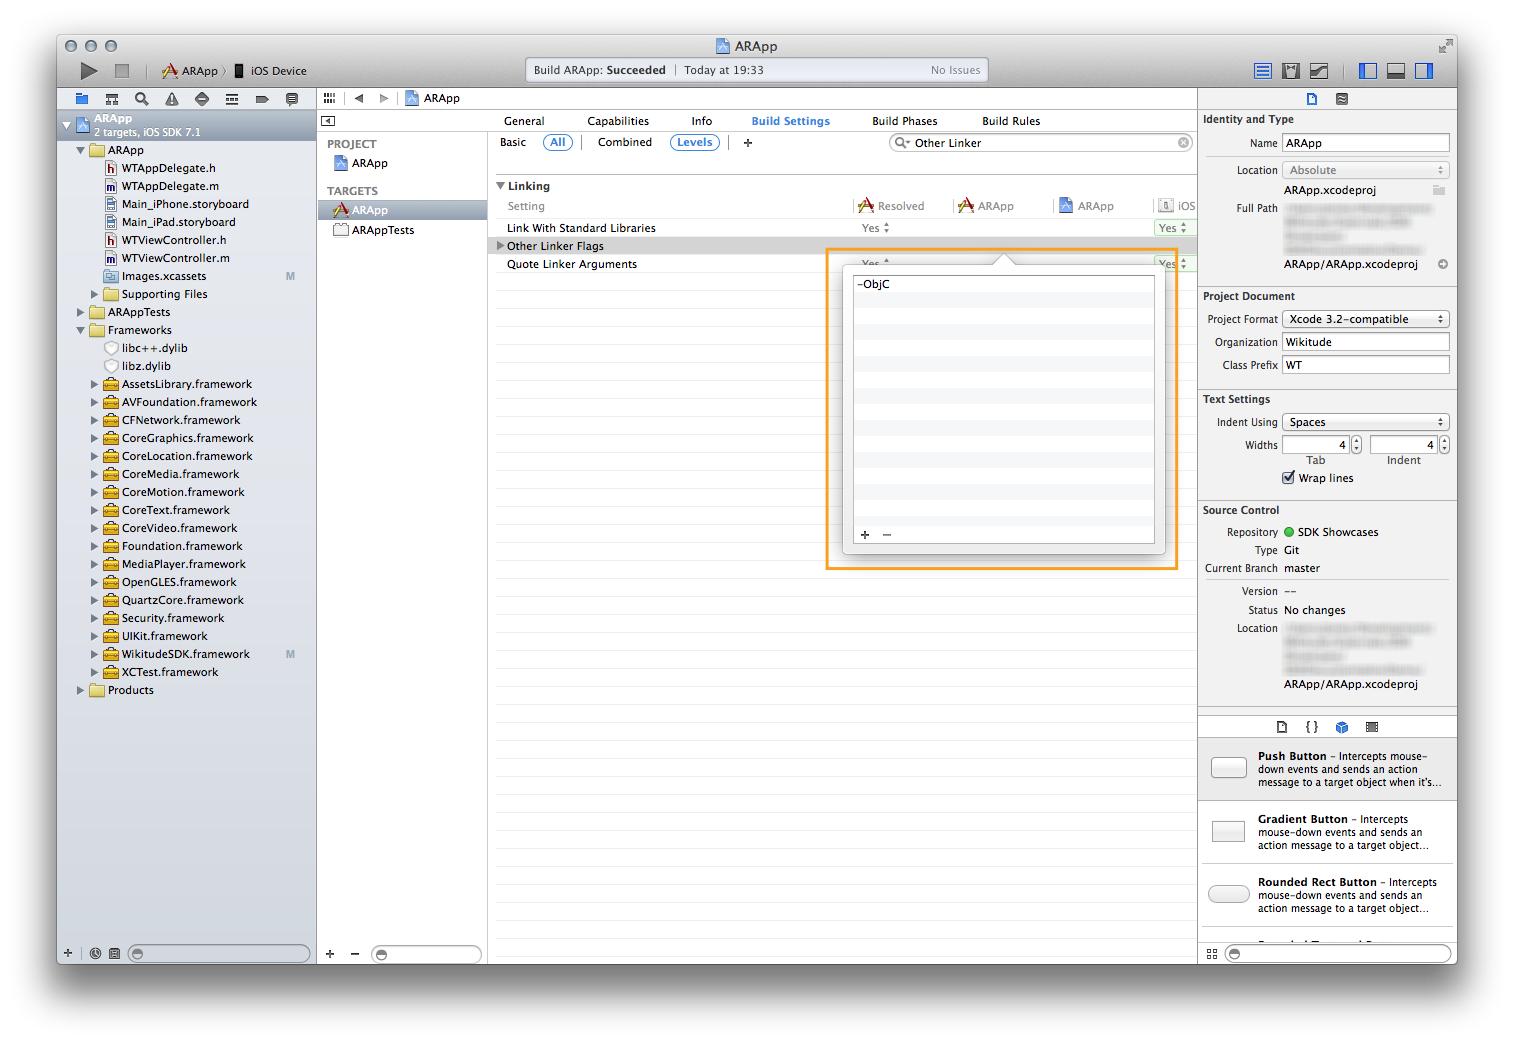 ARApp
ARApp
iOS Device
Build ARApp: Succeeded
Today at 19:33
No Issues
ARApp
2 targets, iOS SDK 7.1
ARApp
WTAppDelegate.h
WTAppDelegate.m
Main_iPhone.storyboard
Main_iPad.storyboard
WTViewController.h
WTViewController.m
Images.xcassets M
Supporting Files
ARAppTests
Frameworks
libc++.dylib
libz.dylib
AssetsLibrary.framework
AVFoundation.framework
CFNetwork.framework
CoreGraphics.framework
CoreLocation.framework
CoreMedia.framework
CoreMotion.framework
CoreText.framework
CoreVideo.framework
Foundation.framework
MediaPlayer.framework
OpenGLES.framework
QuartzCore.framework
Security.framework
UIKit.framework
WikitudeSDK.framework M
XCTest.framework
Products
ARApp
PROJECT
ARApp
TARGETS
ARApp
ARAppTests
General Capabilities Info Build Settings Build Phases Build Rules
Basic All Combined Levels + Other Linker
Linking
Setting Resolved ARApp ARApp iOS
Link With Standard Libraries Yes Yes
Other Linker Flags
Quote Linker Arguments Yes Yes
-ObjC
+ −
Identity and Type
Name ARApp
Location Absolute
ARApp.xcodeproj
Full Path
ARApp/ARApp.xcodeproj
Project Document
Project Format Xcode 3.2-compatible
Organization Wikitude
Class Prefix WT
Text Settings
Indent Using Spaces
Widths 4 4
Tab Indent
Wrap lines
Source Control
Repository SDK Showcases
Type Git
Current Branch master
Version --
Status No changes
Location
ARApp/ARApp.xcodeproj
{ }
Push Button - Intercepts mouse-
down events and sends an action
message to a target object when it's...
Gradient Button - Intercepts
mouse-down events and sends an
action message to a target object...
Rounded Rect Button - Intercepts
mouse-down events and sends an
action message to a target object...